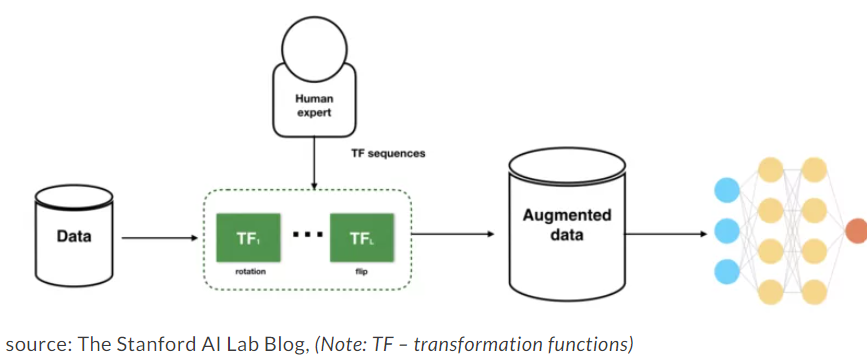 Human
expert
TF sequences
Data
TF₁
...
TF_L
rotation
flip
Augmented
data
source: The Stanford AI Lab Blog, (Note: TF – transformation functions)